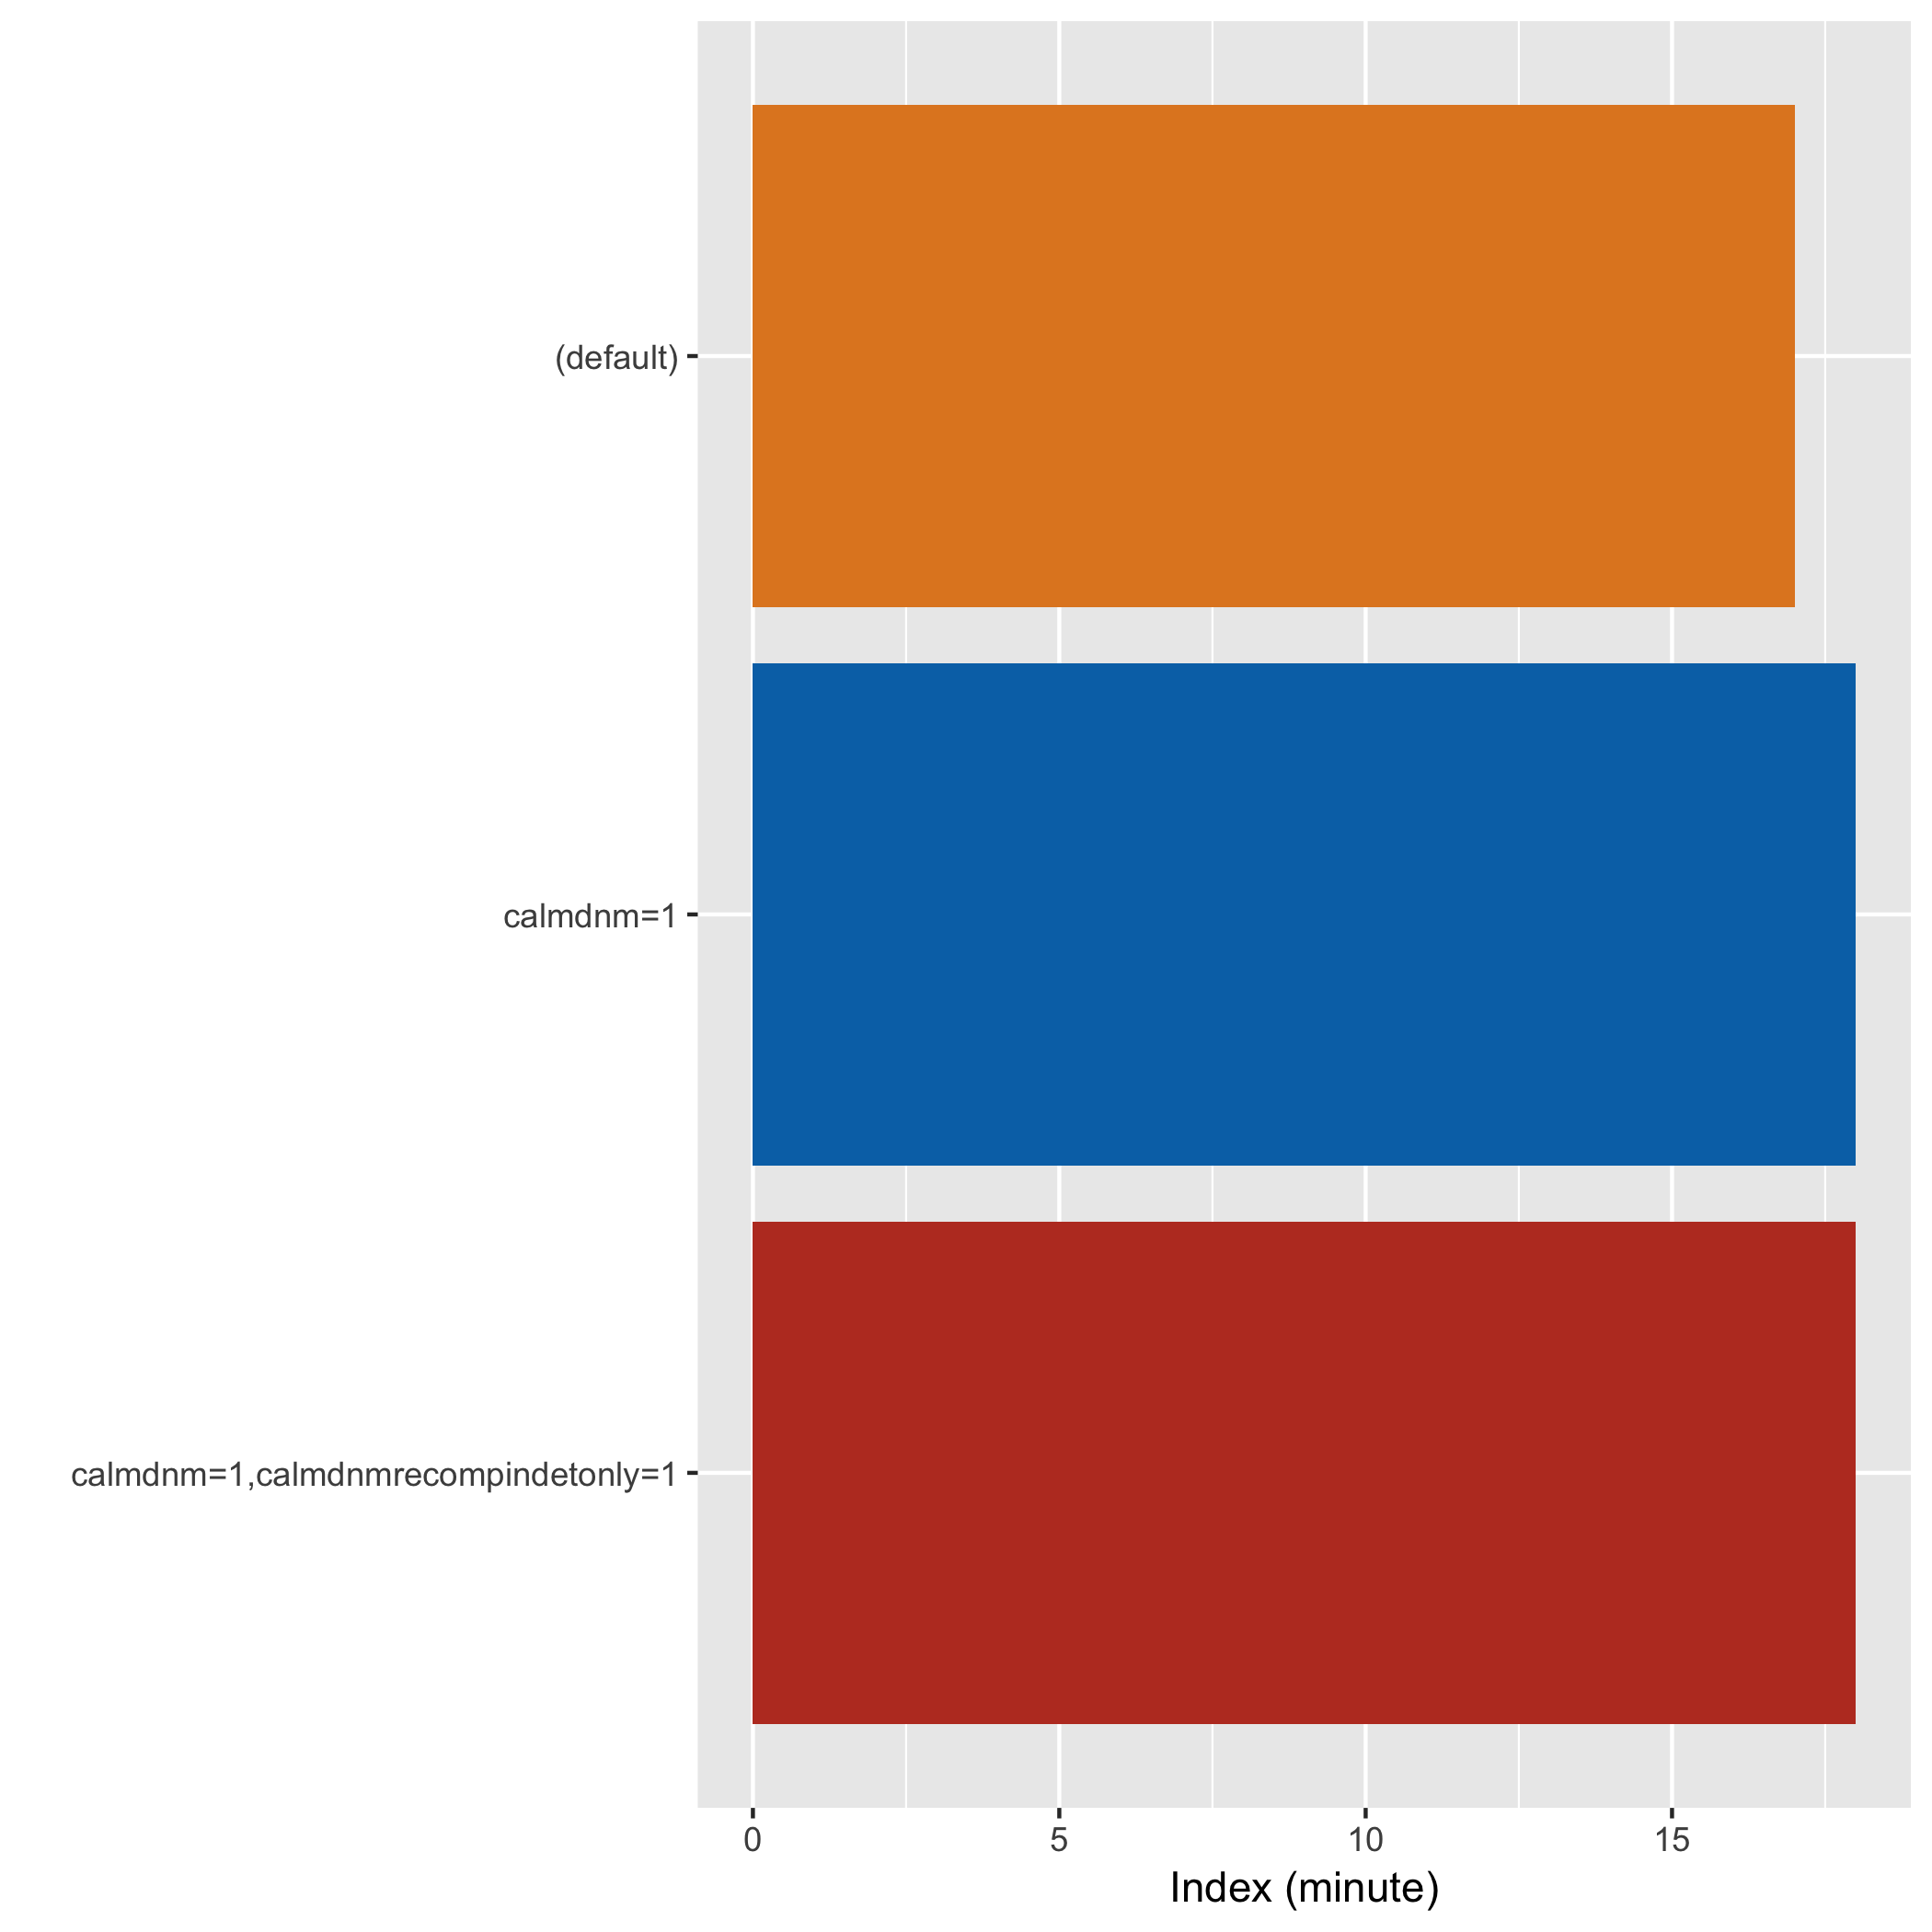 (default)
calmdnm=1
calmdnm=1,calmdnmrecompindetonly=1
0 5 10 15
Index (minute)